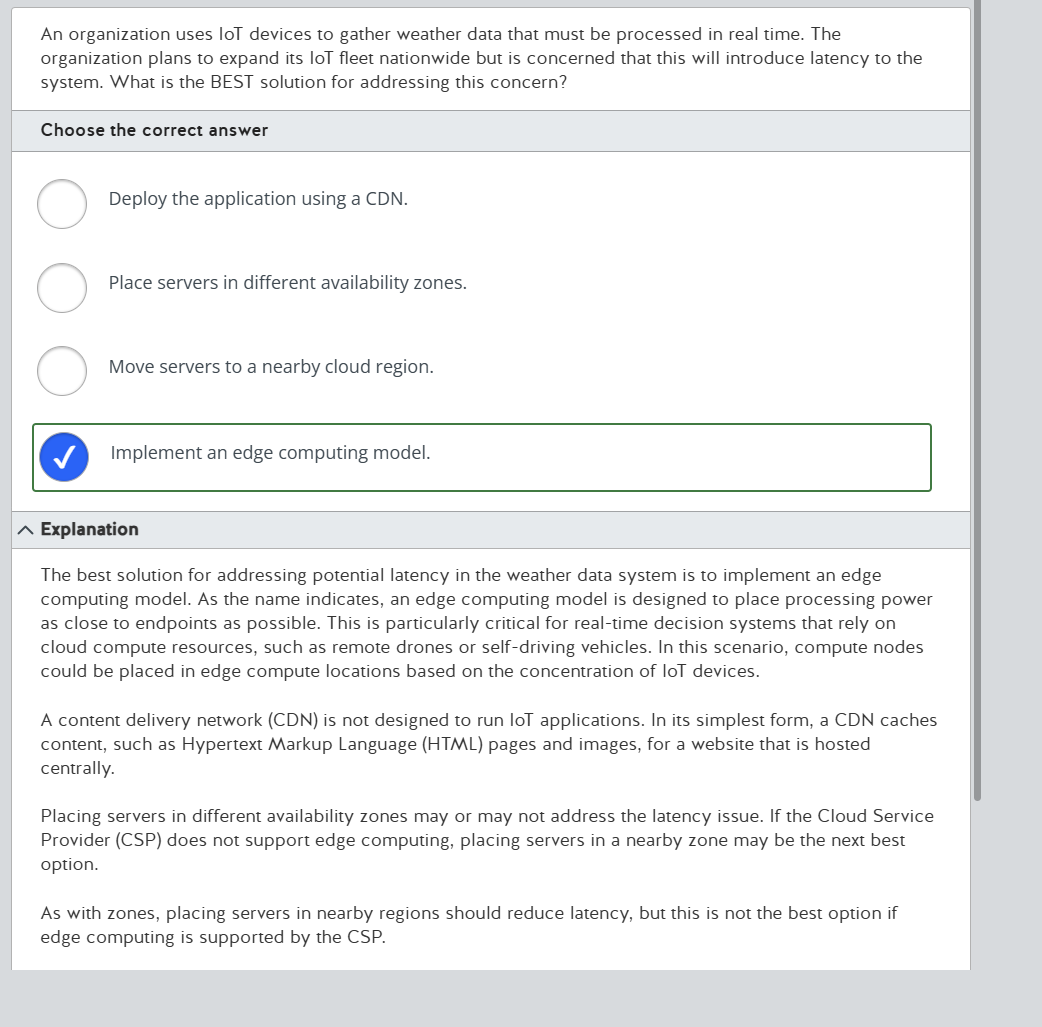 An organization uses IoT devices to gather weather data that must be processed in real time. The
organization plans to expand its IoT fleet nationwide but is concerned that this will introduce latency to the
system. What is the BEST solution for addressing this concern?
Choose the correct answer
Deploy the application using a CDN.
Place servers in different availability zones.
Move servers to a nearby cloud region.
Implement an edge computing model.
Explanation
The best solution for addressing potential latency in the weather data system is to implement an edge
computing model. As the name indicates, an edge computing model is designed to place processing power
as close to endpoints as possible. This is particularly critical for real-time decision systems that rely on
cloud compute resources, such as remote drones or self-driving vehicles. In this scenario, compute nodes
could be placed in edge compute locations based on the concentration of IoT devices.
A content delivery network (CDN) is not designed to run IoT applications. In its simplest form, a CDN caches
content, such as Hypertext Markup Language (HTML) pages and images, for a website that is hosted
centrally.
Placing servers in different availability zones may or may not address the latency issue. If the Cloud Service
Provider (CSP) does not support edge computing, placing servers in a nearby zone may be the next best
option.
As with zones, placing servers in nearby regions should reduce latency, but this is not the best option if
edge computing is supported by the CSP.